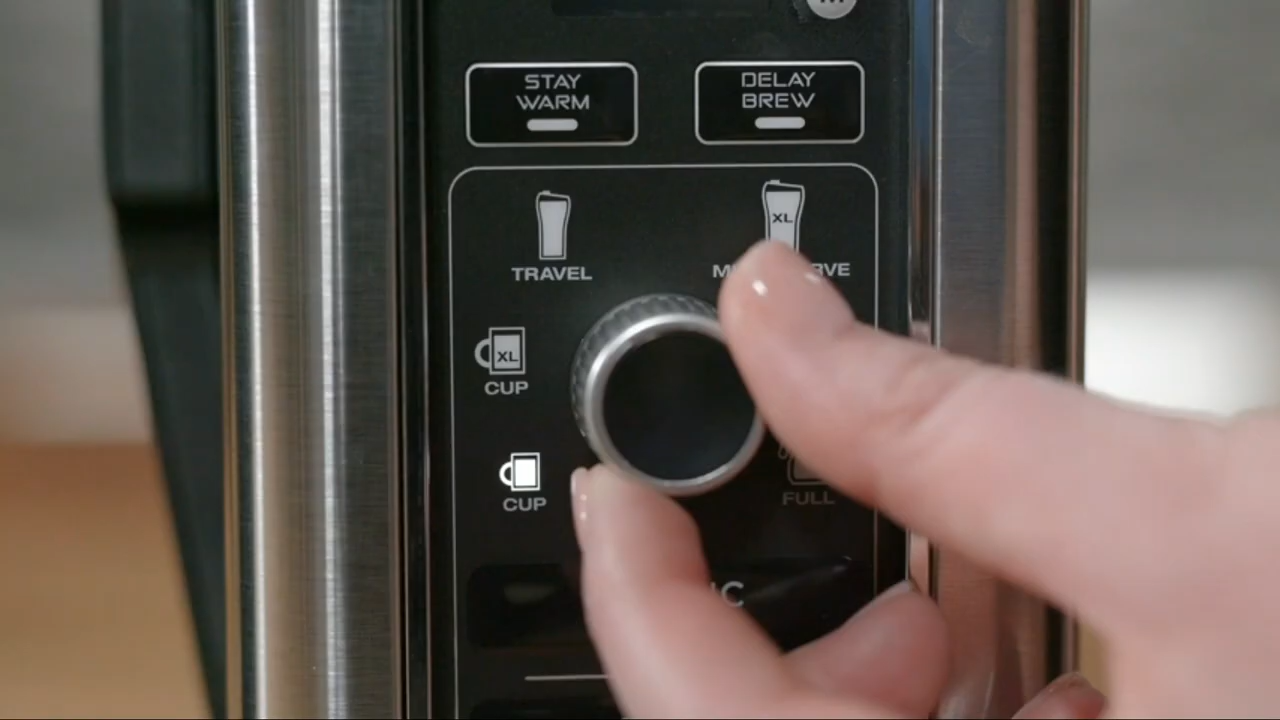 STAY
WARM
DELAY
BREW
XL
TRAVEL
XL
CUP
CUP
FULL